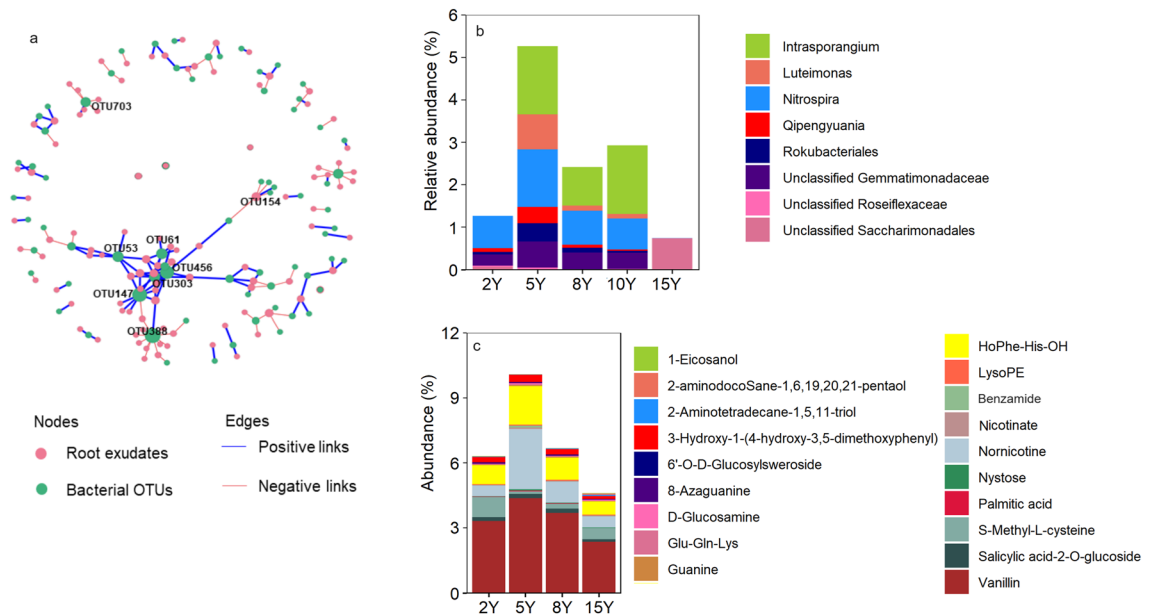 a
OTU703
OTU154
OTU53
OTU61
OTU456
OTU303
OTU147
OTU388
Nodes
Edges
Root exudates
Positive links
Bacterial OTUs
Negative links
b
Relative abundance (%)
6
5
4
3
2
1
0
2Y 5Y 8Y 10Y 15Y
Intrasporangium
Luteimonas
Nitrospira
Qipengyuania
Rokubacteriales
Unclassified Gemmatimonadaceae
Unclassified Roseiflexaceae
Unclassified Saccharimonadales
c
Abundance (%)
12
9
6
3
0
2Y 5Y 8Y 15Y
1-Eicosanol
2-aminodocoSane-1,6,19,20,21-pentaol
2-Aminotetradecane-1,5,11-triol
3-Hydroxy-1-(4-hydroxy-3,5-dimethoxyphenyl)
6'-O-D-Glucosylsweroside
8-Azaguanine
D-Glucosamine
Glu-Gln-Lys
Guanine
HoPhe-His-OH
LysoPE
Benzamide
Nicotinate
Nornicotine
Nystose
Palmitic acid
S-Methyl-L-cysteine
Salicylic acid-2-O-glucoside
Vanillin